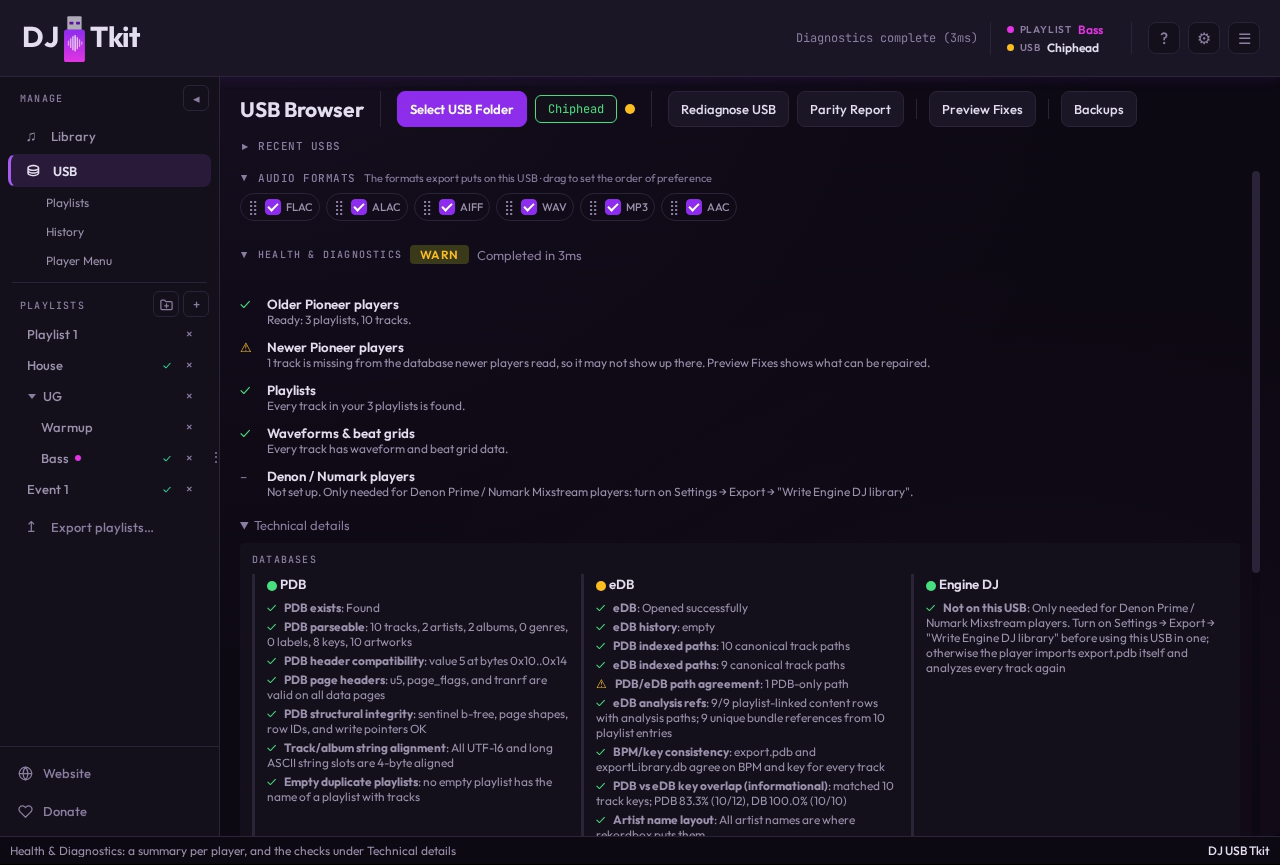 DJ Tkit
Diagnostics complete (3ms)
PLAYLIST Bass
USB Chiphead
?
MANAGE
Library
USB
Playlists
History
Player Menu
PLAYLISTS
+
Playlist 1 ×
House ×
UG ×
Warmup ×
Bass ×
Event 1 ×
Export playlists…
Website
Donate
USB Browser
Select USB Folder
Chiphead
Rediagnose USB
Parity Report
Preview Fixes
Backups
RECENT USBS
AUDIO FORMATS The formats export puts on this USB · drag to set the order of preference
FLAC
ALAC
AIFF
WAV
MP3
AAC
HEALTH & DIAGNOSTICS WARN Completed in 3ms
Older Pioneer players
Ready: 3 playlists, 10 tracks.
Newer Pioneer players
1 track is missing from the database newer players read, so it may not show up there. Preview Fixes shows what can be repaired.
Playlists
Every track in your 3 playlists is found.
Waveforms & beat grids
Every track has waveform and beat grid data.
– Denon / Numark players
Not set up. Only needed for Denon Prime / Numark Mixstream players: turn on Settings → Export → "Write Engine DJ library".
Technical details
DATABASES
PDB
PDB exists: Found
PDB parseable: 10 tracks, 2 artists, 2 albums, 0 genres,
0 labels, 8 keys, 10 artworks
PDB header compatibility: value 5 at bytes 0x10..0x14
PDB page headers: u5, page_flags, and tranrf are
valid on all data pages
PDB structural integrity: sentinel b-tree, page shapes,
row IDs, and write pointers OK
Track/album string alignment: All UTF-16 and long
ASCII string slots are 4-byte aligned
Empty duplicate playlists: no empty playlist has the
name of a playlist with tracks
eDB
eDB: Opened successfully
eDB history: empty
PDB indexed paths: 10 canonical track paths
eDB indexed paths: 9 canonical track paths
PDB/eDB path agreement: 1 PDB-only path
eDB analysis refs: 9/9 playlist-linked content rows
with analysis paths; 9 unique bundle references from 10
playlist entries
BPM/key consistency: export.pdb and
exportLibrary.db agree on BPM and key for every track
PDB vs eDB key overlap (informational): matched 10
track keys; PDB 83.3% (10/12), DB 100.0% (10/10)
Artist name layout: All artist names are where
rekordbox puts them
Engine DJ
Not on this USB: Only needed for Denon Prime /
Numark Mixstream players. Turn on Settings → Export →
"Write Engine DJ library" before using this USB in one;
otherwise the player imports export.pdb itself and
analyzes every track again
Health & Diagnostics: a summary per player, and the checks under Technical details
DJ USB Tkit